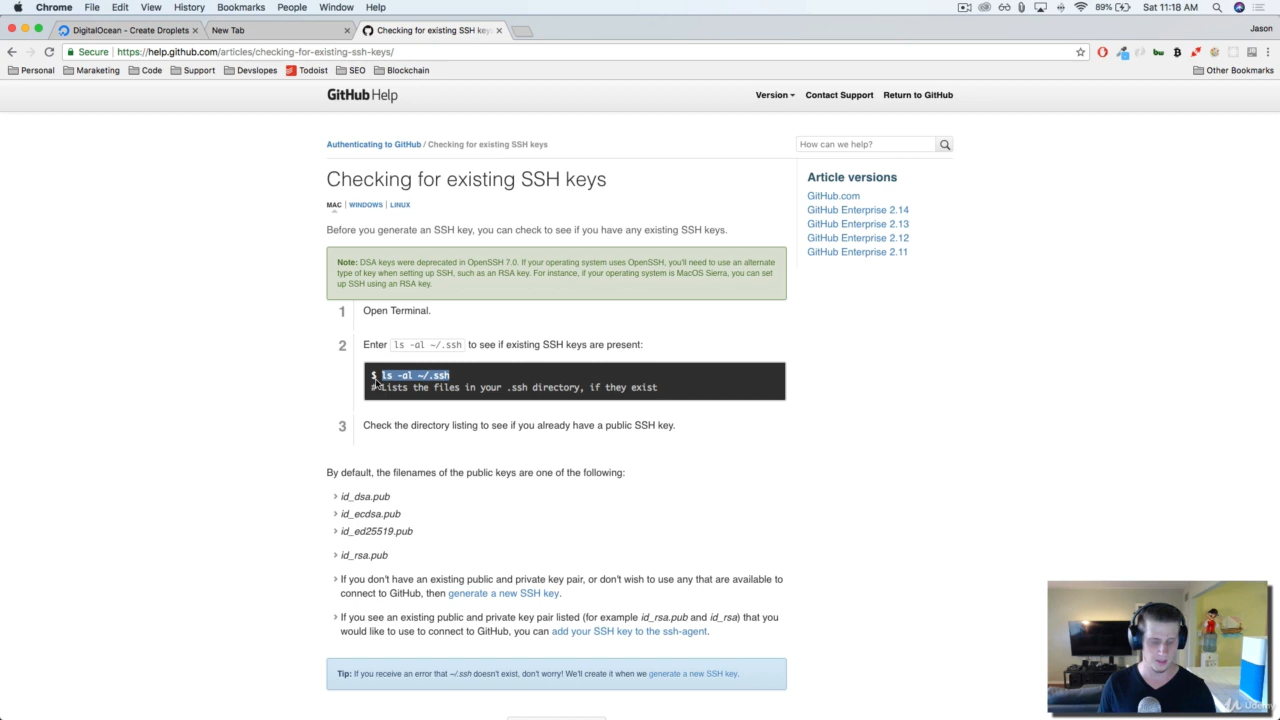 Chrome File Edit View History Bookmarks People Window Help 89% Sat 11:18 AM
DigitalOcean - Create Droplets × New Tab × Checking for existing SSH keys × Jason
Secure https://help.github.com/articles/checking-for-existing-ssh-keys/
Personal Maraketing Code Support Devslopes Todoist SEO Blockchain Other Bookmarks
GitHub Help Version Contact Support Return to GitHub
Authenticating to GitHub / Checking for existing SSH keys
How can we help?
Checking for existing SSH keys
MAC | WINDOWS | LINUX
Before you generate an SSH key, you can check to see if you have any existing SSH keys.
Note: DSA keys were deprecated in OpenSSH 7.0. If your operating system uses OpenSSH, you'll need to use an alternate
type of key when setting up SSH, such as an RSA key. For instance, if your operating system is MacOS Sierra, you can set
up SSH using an RSA key.
1 Open Terminal.
2 Enter ls -al ~/.ssh to see if existing SSH keys are present:
$ ls -al ~/.ssh
# Lists the files in your .ssh directory, if they exist
3 Check the directory listing to see if you already have a public SSH key.
By default, the filenames of the public keys are one of the following:
id_dsa.pub
id_ecdsa.pub
id_ed25519.pub
id_rsa.pub
If you don't have an existing public and private key pair, or don't wish to use any that are available to
connect to GitHub, then generate a new SSH key.
If you see an existing public and private key pair listed (for example id_rsa.pub and id_rsa) that you
would like to use to connect to GitHub, you can add your SSH key to the ssh-agent.
Tip: If you receive an error that ~/.ssh doesn't exist, don't worry! We'll create it when we generate a new SSH key.
Article versions
GitHub.com
GitHub Enterprise 2.14
GitHub Enterprise 2.13
GitHub Enterprise 2.12
GitHub Enterprise 2.11
Udemy